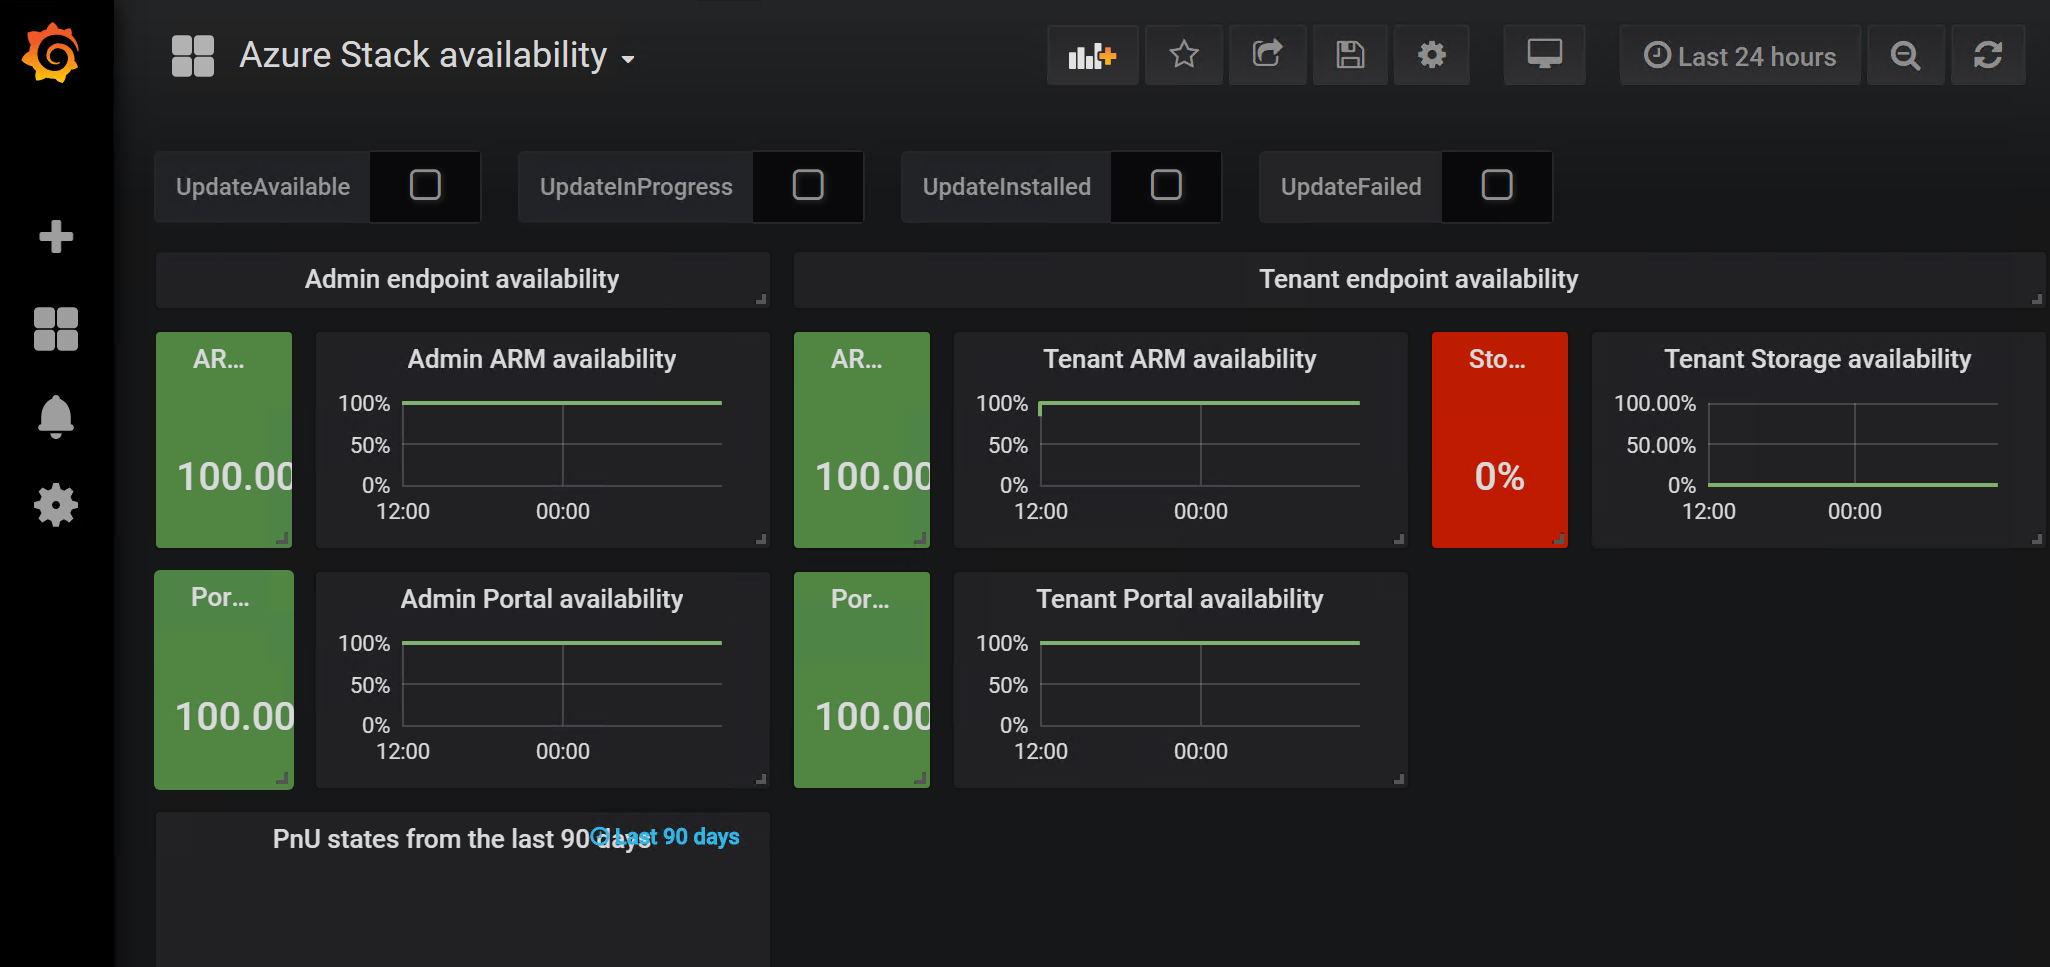 Azure Stack availability
Last 24 hours
UpdateAvailable
UpdateInProgress
UpdateInstalled
UpdateFailed
Admin endpoint availability
Tenant endpoint availability
AR...
100.00
Admin ARM availability
100%
50%
0%
12:00 00:00
AR...
100.00
Tenant ARM availability
100%
50%
0%
12:00 00:00
Sto...
0%
Tenant Storage availability
100.00%
50.00%
0%
12:00 00:00
Por...
100.00
Admin Portal availability
100%
50%
0%
12:00 00:00
Por...
100.00
Tenant Portal availability
100%
50%
0%
12:00 00:00
PnU states from the last 90 days
Last 90 days